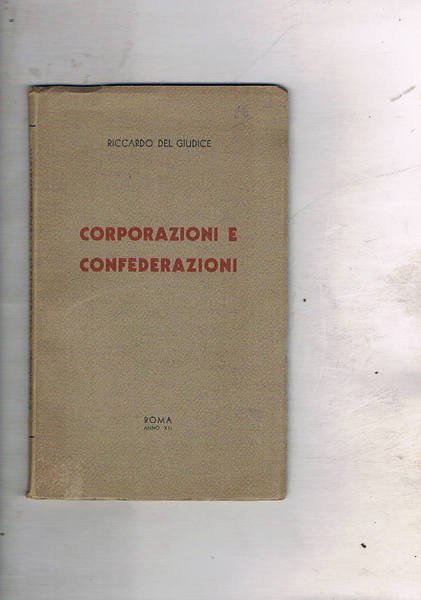 RICCARDO DEL GIUDICE
CORPORAZIONI E
CONFEDERAZIONI
ROMA
ANNO XII